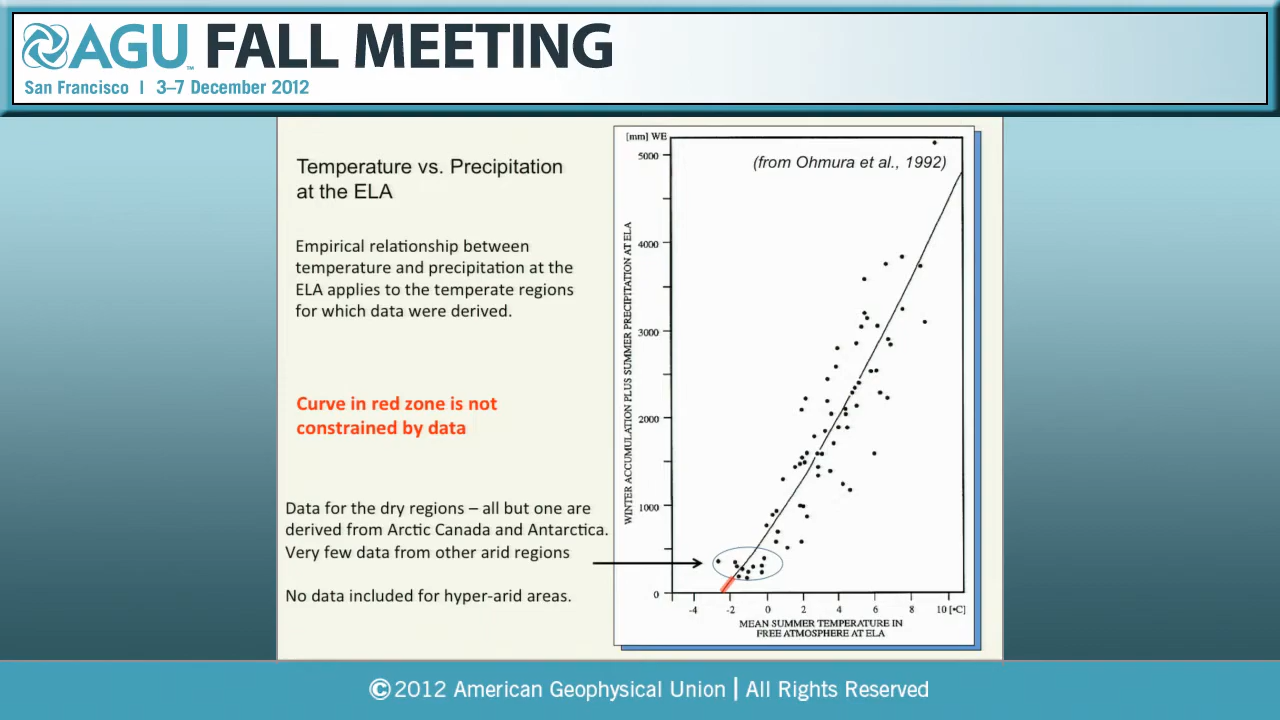 AGU FALL MEETING
TM
San Francisco | 3–7 December 2012
Temperature vs. Precipitation
at the ELA
Empirical relationship between
temperature and precipitation at the
ELA applies to the temperate regions
for which data were derived.
Curve in red zone is not
constrained by data
Data for the dry regions – all but one are
derived from Arctic Canada and Antarctica.
Very few data from other arid regions
No data included for hyper-arid areas.
[mm] WE
(from Ohmura et al., 1992)
5000
4000
3000
2000
1000
0
WINTER ACCUMULATION PLUS SUMMER PRECIPITATION AT ELA
-4 -2 0 2 4 6 8 10 [•C]
MEAN SUMMER TEMPERATURE IN
FREE ATMOSPHERE AT ELA
©2012 American Geophysical Union | All Rights Reserved